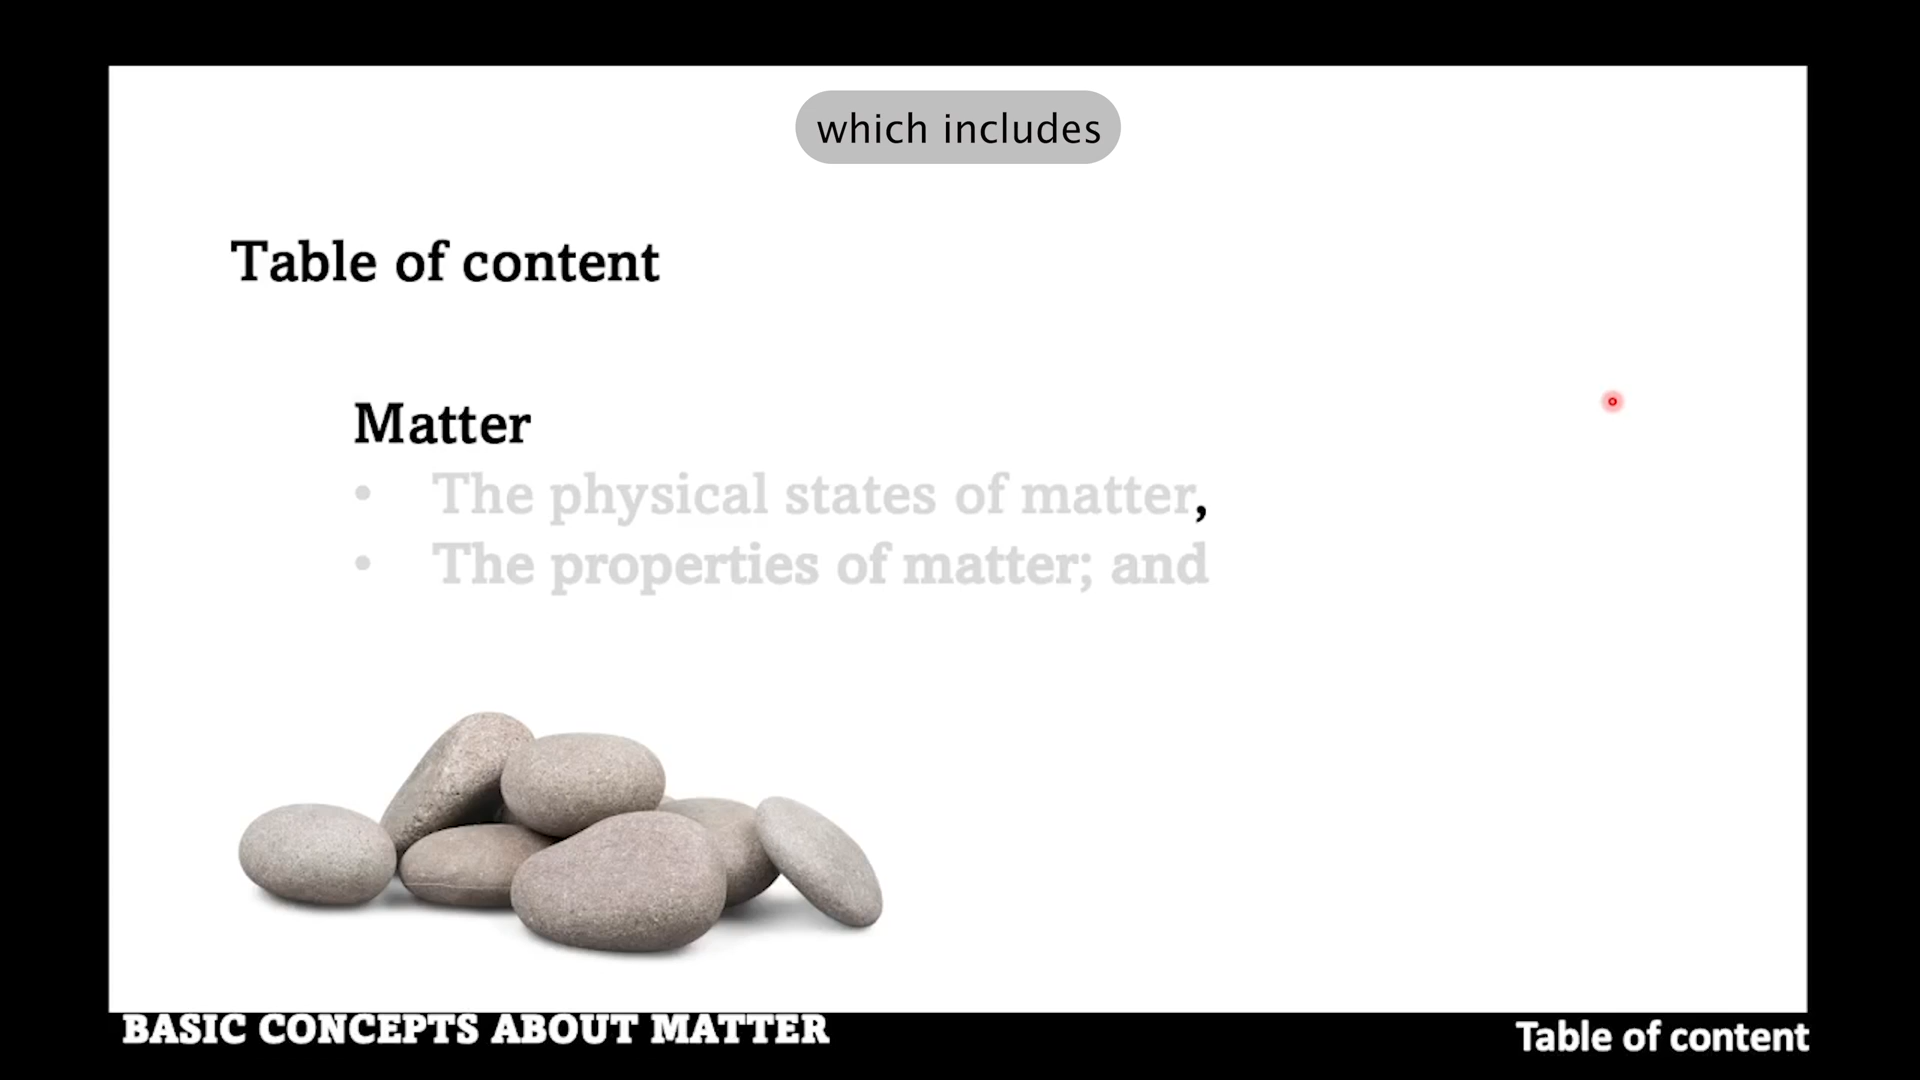 which includes
Table of content
Matter
• The physical states of matter,
• The properties of matter; and
BASIC CONCEPTS ABOUT MATTER
Table of content